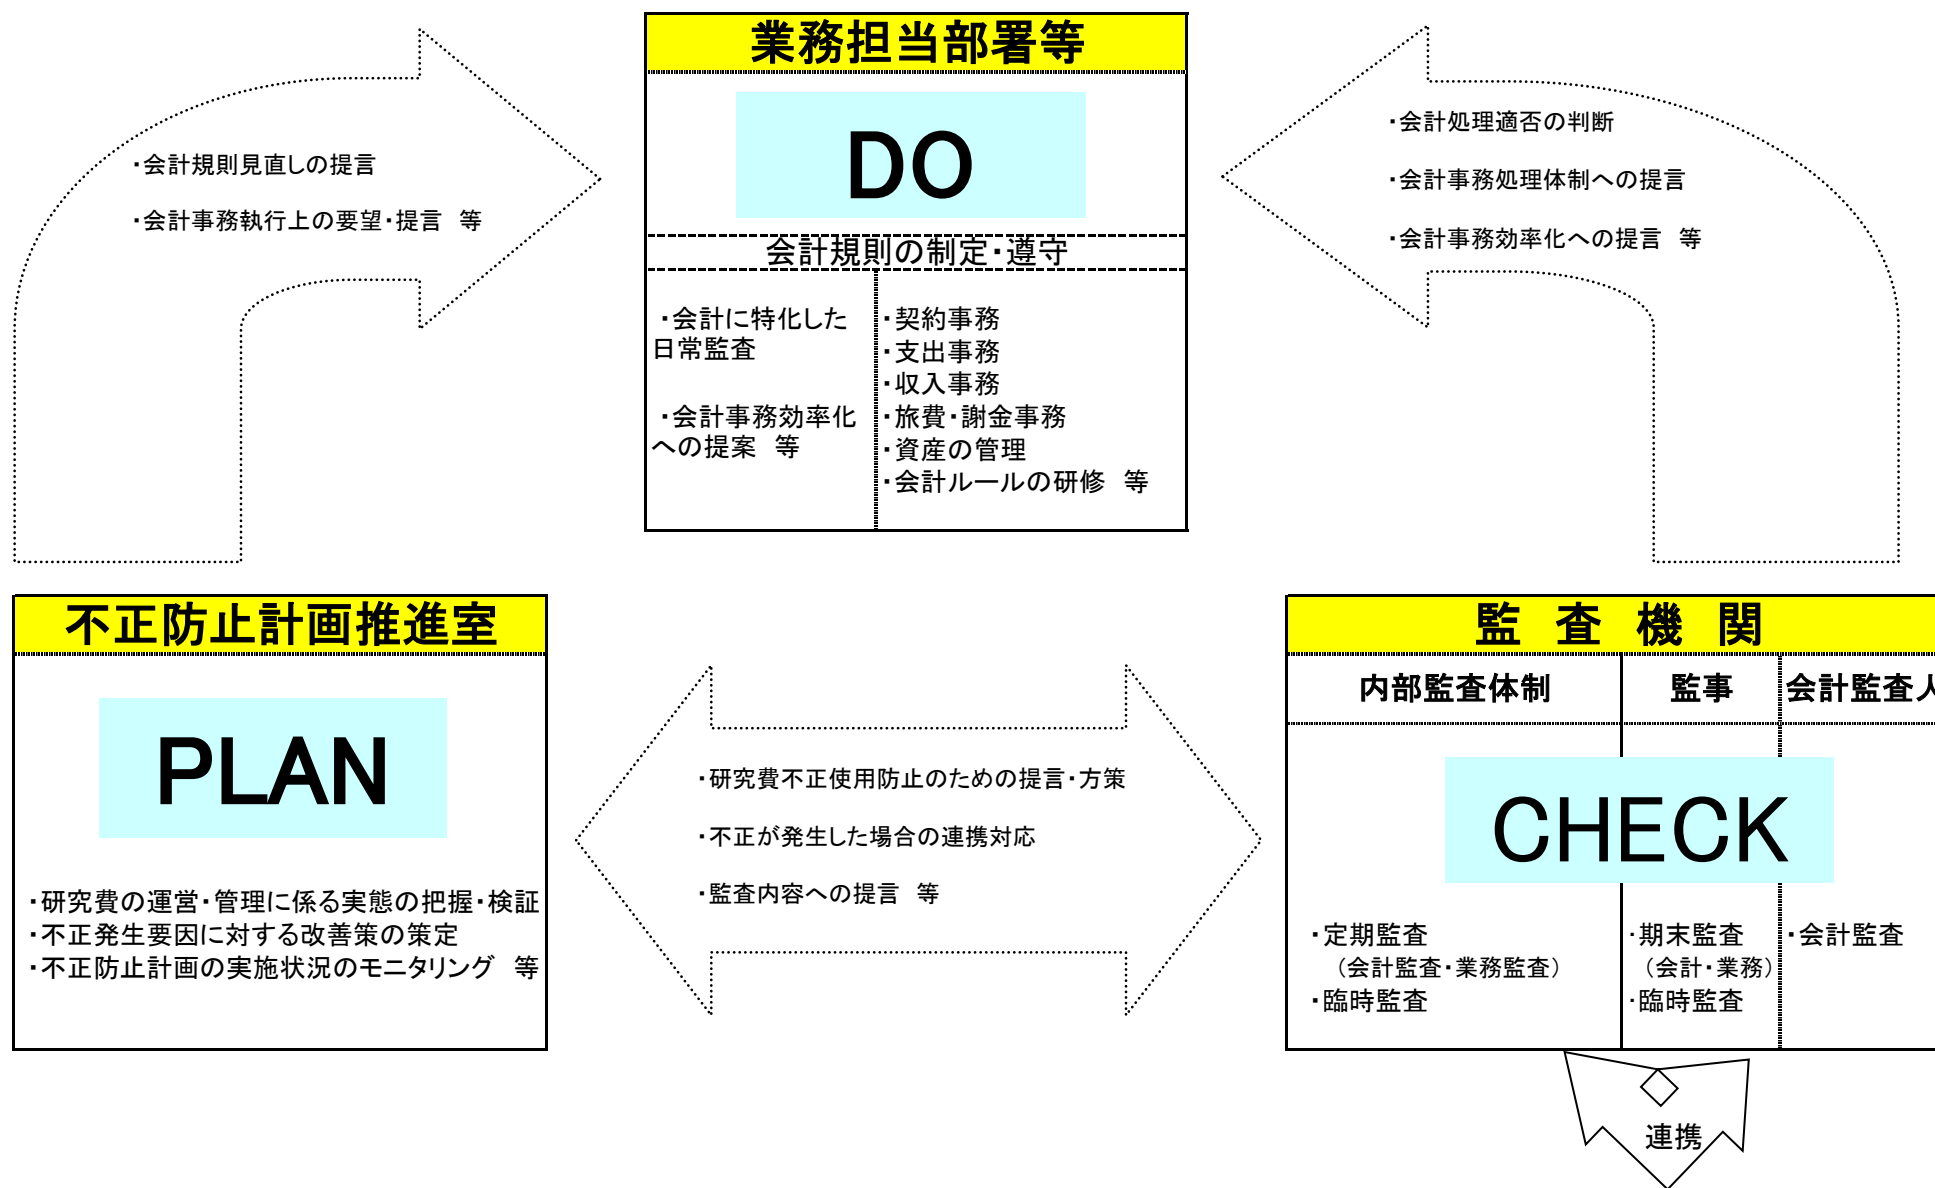 業務担当部署等
DO
会計規則の制定・遵守
・会計に特化した
日常監査
・会計事務効率化
への提案　等
・契約事務
・支出事務
・収入事務
・旅費・謝金事務
・資産の管理
・会計ルールの研修　等
・会計規則見直しの提言
・会計事務執行上の要望・提言　等
・会計処理適否の判断
・会計事務処理体制への提言
・会計事務効率化への提言　等
不正防止計画推進室
PLAN
・研究費の運営・管理に係る実態の把握・検証
・不正発生要因に対する改善策の策定
・不正防止計画の実施状況のモニタリング　等
・研究費不正使用防止のための提言・方策
・不正が発生した場合の連携対応
・監査内容への提言　等
監　査　機　関
内部監査体制
監事
会計監査人
CHECK
・定期監査
（会計監査・業務監査）
・臨時監査
・期末監査
（会計・業務）
・臨時監査
・会計監査
連携